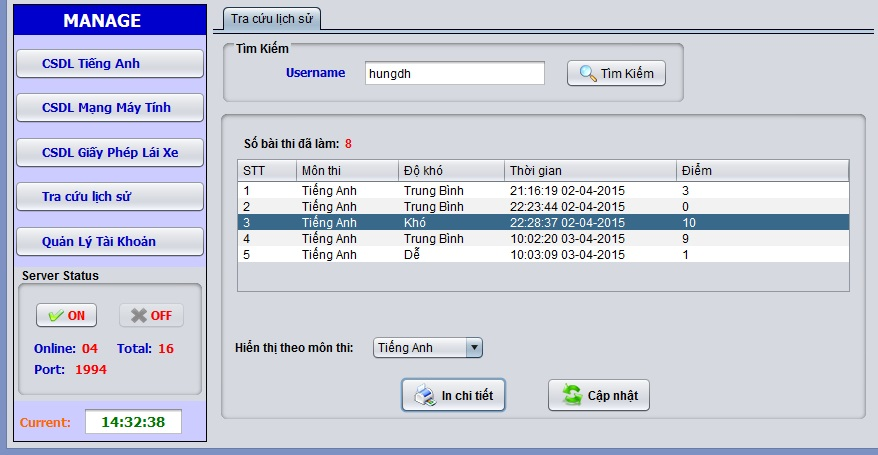 MANAGE
CSDL Tiếng Anh
CSDL Mạng Máy Tính
CSDL Giấy Phép Lái Xe
Tra cứu lịch sử
Quản Lý Tài Khoản
Server Status
ON OFF
Online: 04 Total: 16
Port: 1994
Current: 14:32:38
Tra cứu lịch sử
Tìm Kiếm
Username hungdh Tìm Kiếm
Số bài thi đã làm: 8
STT Môn thi Độ khó Thời gian Điểm
1 Tiếng Anh Trung Bình 21:16:19 02-04-2015 3
2 Tiếng Anh Trung Bình 22:23:44 02-04-2015 0
3 Tiếng Anh Khó 22:28:37 02-04-2015 10
4 Tiếng Anh Trung Bình 10:02:20 03-04-2015 9
5 Tiếng Anh Dễ 10:03:09 03-04-2015 1
Hiển thị theo môn thi: Tiếng Anh
In chi tiết Cập nhật